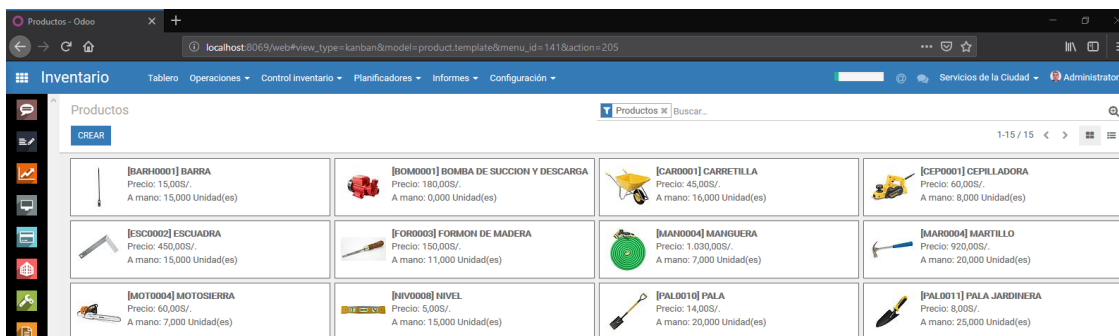 Productos - Odoo
localhost:8069/web#view_type=kanban&model=product.template&menu_id=141&action=205
Inventario Tablero Operaciones Control inventario Planificadores Informes Configuración Servicios de la Ciudad Administrator
Productos
Productos Buscar...
CREAR
1-15 / 15
[BARH0001] BARRA
Precio: 15,00S/.
A mano: 15,000 Unidad(es)
[BOM0001] BOMBA DE SUCCION Y DESCARGA
Precio: 180,00S/.
A mano: 0,000 Unidad(es)
[CAR0001] CARRETILLA
Precio: 45,00S/.
A mano: 16,000 Unidad(es)
[CEP0001] CEPILLADORA
Precio: 60,00S/.
A mano: 8,000 Unidad(es)
[ESC0002] ESCUADRA
Precio: 450,00S/.
A mano: 15,000 Unidad(es)
[FOR0003] FORMON DE MADERA
Precio: 150,00S/.
A mano: 11,000 Unidad(es)
[MAN0004] MANGUERA
Precio: 1.030,00S/.
A mano: 7,000 Unidad(es)
[MAR0004] MARTILLO
Precio: 920,00S/.
A mano: 20,000 Unidad(es)
[MOT0004] MOTOSIERRA
Precio: 60,00S/.
A mano: 7,000 Unidad(es)
[NIV0008] NIVEL
Precio: 5,00S/.
A mano: 15,000 Unidad(es)
[PAL0010] PALA
Precio: 14,00S/.
A mano: 20,000 Unidad(es)
[PAL0011] PALA JARDINERA
Precio: 8,00S/.
A mano: 25,000 Unidad(es)